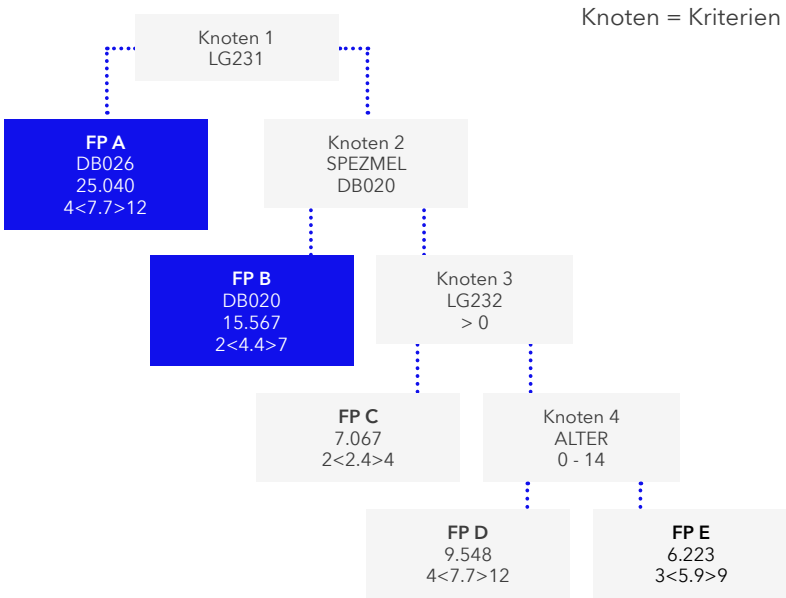 Knoten = Kriterien
Knoten 1
LG231
FP A
DB026
25.040
4<7.7>12
Knoten 2
SPEZMEL
DB020
FP B
DB020
15.567
2<4.4>7
Knoten 3
LG232
> 0
FP C
7.067
2<2.4>4
Knoten 4
ALTER
0 - 14
FP D
9.548
4<7.7>12
FP E
6.223
3<5.9>9